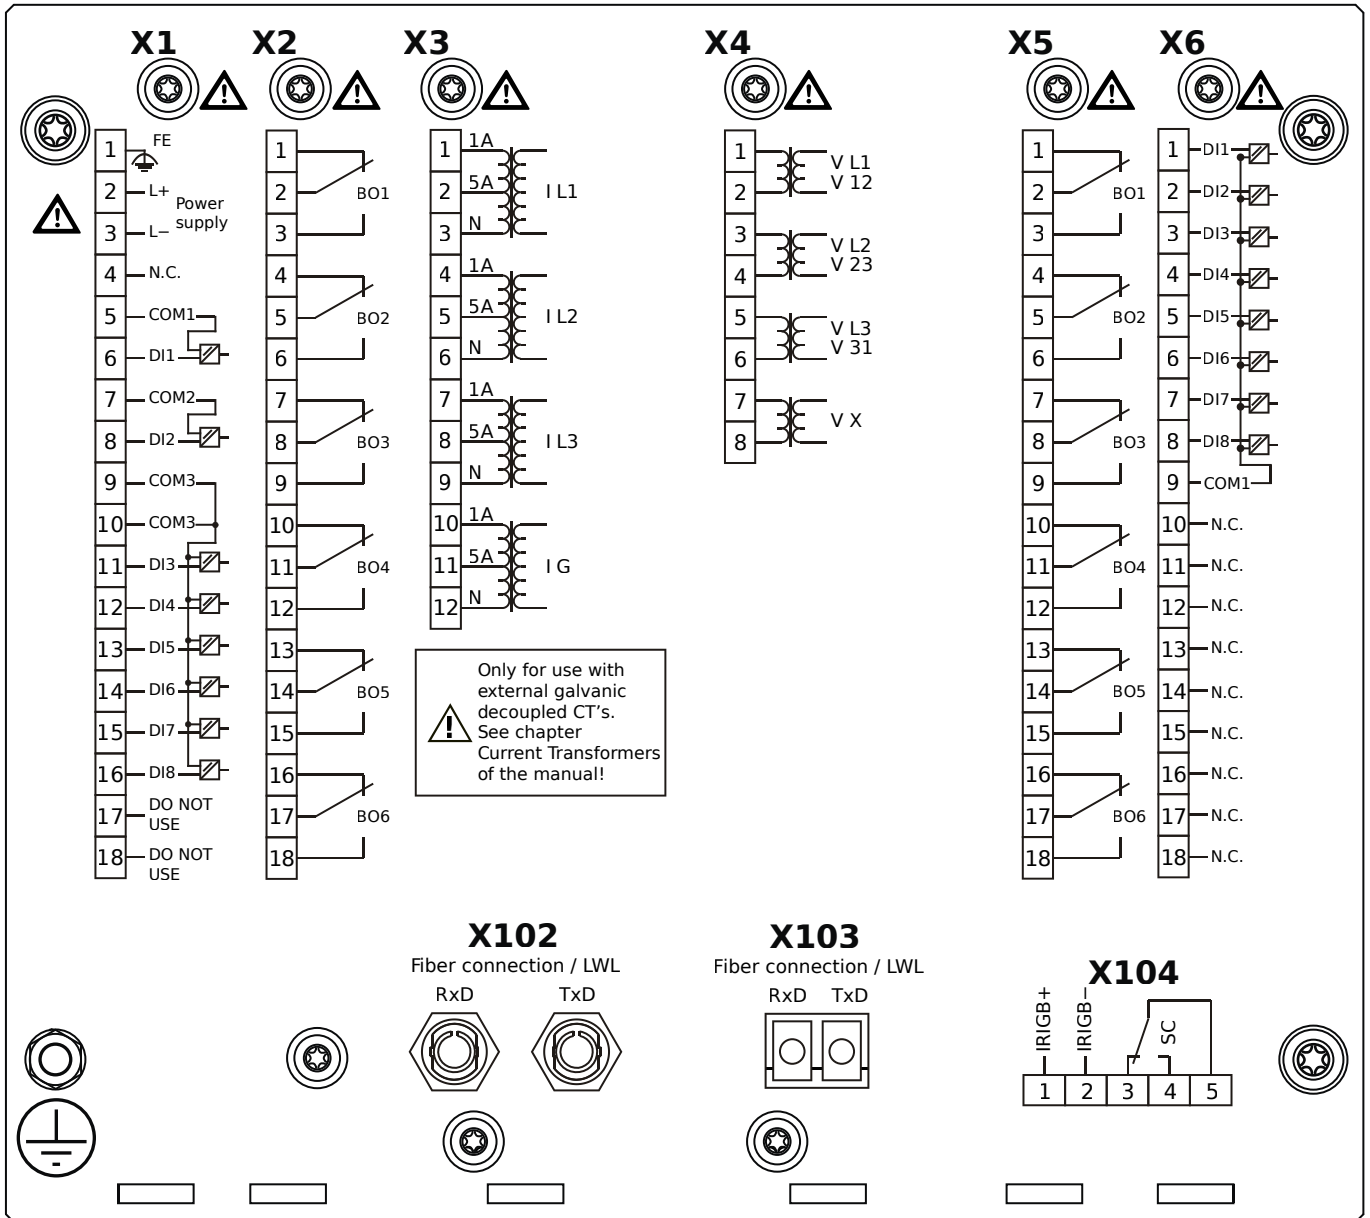 X1 X2 X3 X4 X5 X6
1 FE
2 L+
Power
supply
3 L−
4 N.C.
5 COM1
6 DI1
7 COM2
8 DI2
9 COM3
10 COM3
11 DI3
12 DI4
13 DI5
14 DI6
15 DI7
16 DI8
17 DO NOT
USE
18 DO NOT
USE
1
2 BO1
3
4
5 BO2
6
7
8 BO3
9
10
11 BO4
12
13
14 BO5
15
16
17 BO6
18
1 1A
2 5A I L1
3 N
4 1A
5 5A I L2
6 N
7 1A
8 5A I L3
9 N
10 1A
11 5A I G
12 N
Only for use with
external galvanic
decoupled CT's.
See chapter
Current Transformers
of the manual!
1 V L1
2 V 12
3 V L2
4 V 23
5 V L3
6 V 31
7 V X
8
1
2 BO1
3
4
5 BO2
6
7
8 BO3
9
10
11 BO4
12
13
14 BO5
15
16
17 BO6
18
1 DI1
2 DI2
3 DI3
4 DI4
5 DI5
6 DI6
7 DI7
8 DI8
9 COM1
10 N.C.
11 N.C.
12 N.C.
13 N.C.
14 N.C.
15 N.C.
16 N.C.
17 N.C.
18 N.C.
X102
Fiber connection / LWL
RxD TxD
X103
Fiber connection / LWL
RxD TxD
X104
IRIGB+
IRIGB−
SC
1 2 3 4 5